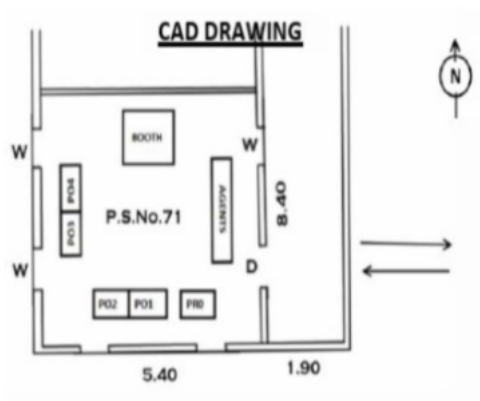 CAD DRAWING
N
BOOTH
W
W
PO4
PO3
P.S.No.71
AGENTS
8.40
W
D
PO2
PO1
PRO
5.40
1.90